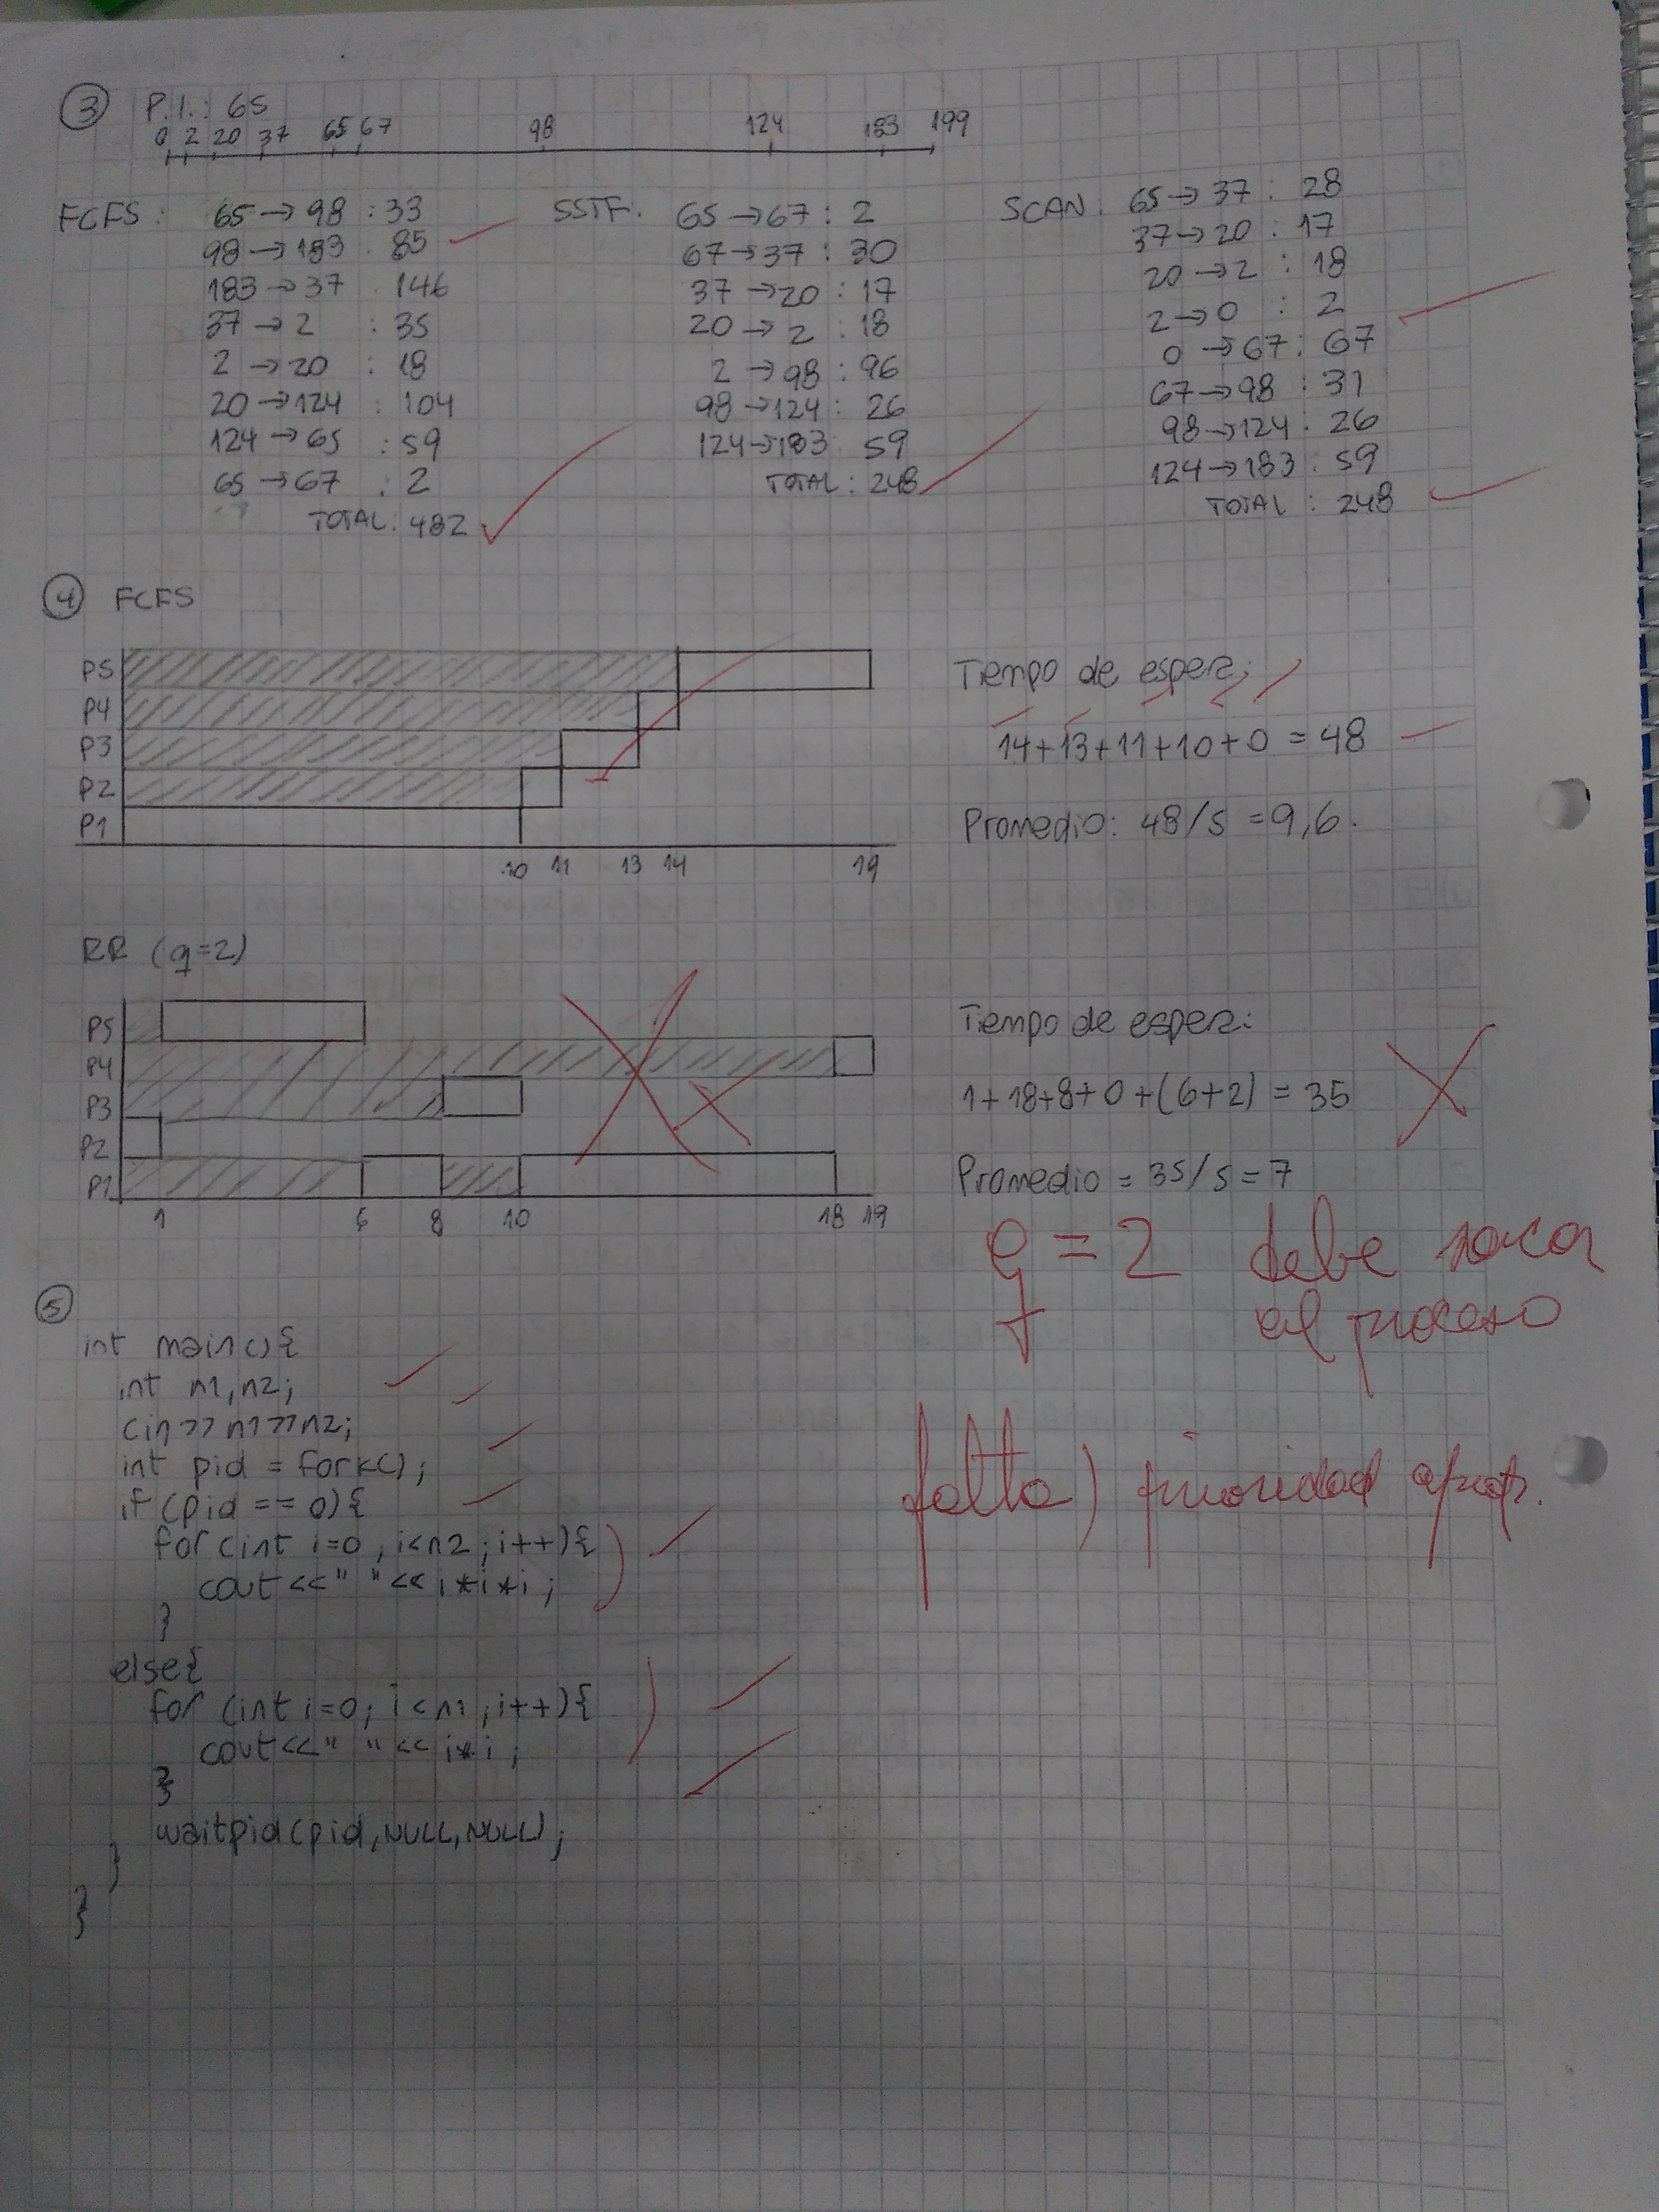 ③ P.I.: 65
0 2 20 37 65 67 98 124 183 199
FCFS: 65→98 : 33
98→183 : 85
183→37 : 146
37→2 : 35
2→20 : 18
20→124 : 104
124→65 : 59
65→67 : 2
TOTAL: 482
SSTF: 65→67 : 2
67→37 : 30
37→20 : 17
20→2 : 18
2→98 : 96
98→124 : 26
124→183 59
TOTAL: 248
SCAN: 65→37 : 28
37→20 : 17
20→2 : 18
2→0 : 2
0→67 : 67
67→98 : 31
98→124 : 26
124→183 : 59
TOTAL : 248
④ FCFS
P5
P4
P3
P2
P1
10 11 13 14 19
Tiempo de espera:
14+13+11+10+0 = 48
Promedio: 48/5 = 9,6.
RR (q=2)
P5
P4
P3
P2
P1
1 6 8 10 18 19
Tiempo de espera:
1+18+8+0+(6+2) = 35
Promedio = 35/5 = 7
q = 2 debe sacar
al proceso
falta) prioridad
⑤
int main(){
int n1,n2;
cin>>n1>>n2;
int pid = fork();
if (pid == 0){
for (int i=0 ; i<n2 ; i++){
cout<<" "<< i*i*i ;
}
else{
for (int i=0; i<n1 ; i++){
cout<<" "<< i*i ;
}
waitpid(pid,NULL,NULL);
}
}